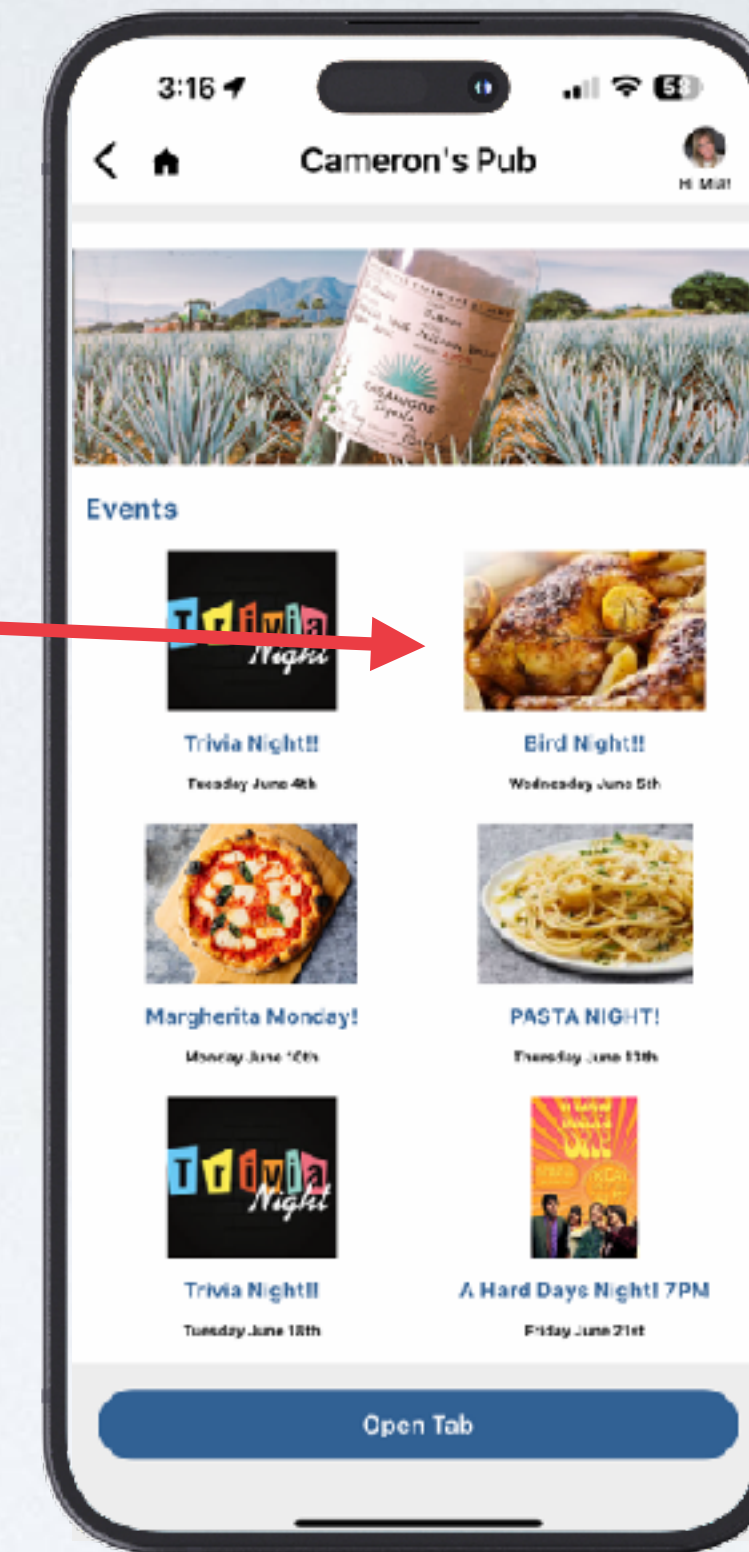 3:16
Cameron's Pub
Hi Mia!
Events
Trivia
Night
Trivia Night!!
Tuesday June 4th
Bird Night!!
Wednesday June 5th
Margherita Monday!
Monday June 10th
PASTA NIGHT!
Thursday June 13th
Trivia
Night
Trivia Night!!
Tuesday June 18th
A Hard Days Night! 7PM
Friday June 21st
Open Tab